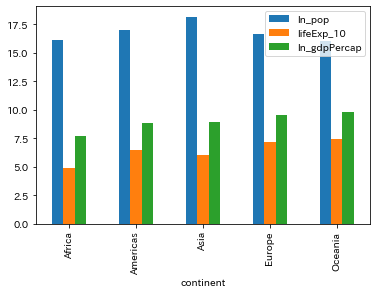 ln_pop
lifeExp_10
ln_gdpPercap
17.5
15.0
12.5
10.0
7.5
5.0
2.5
0.0
Africa
Americas
Asia
Europe
Oceania
continent